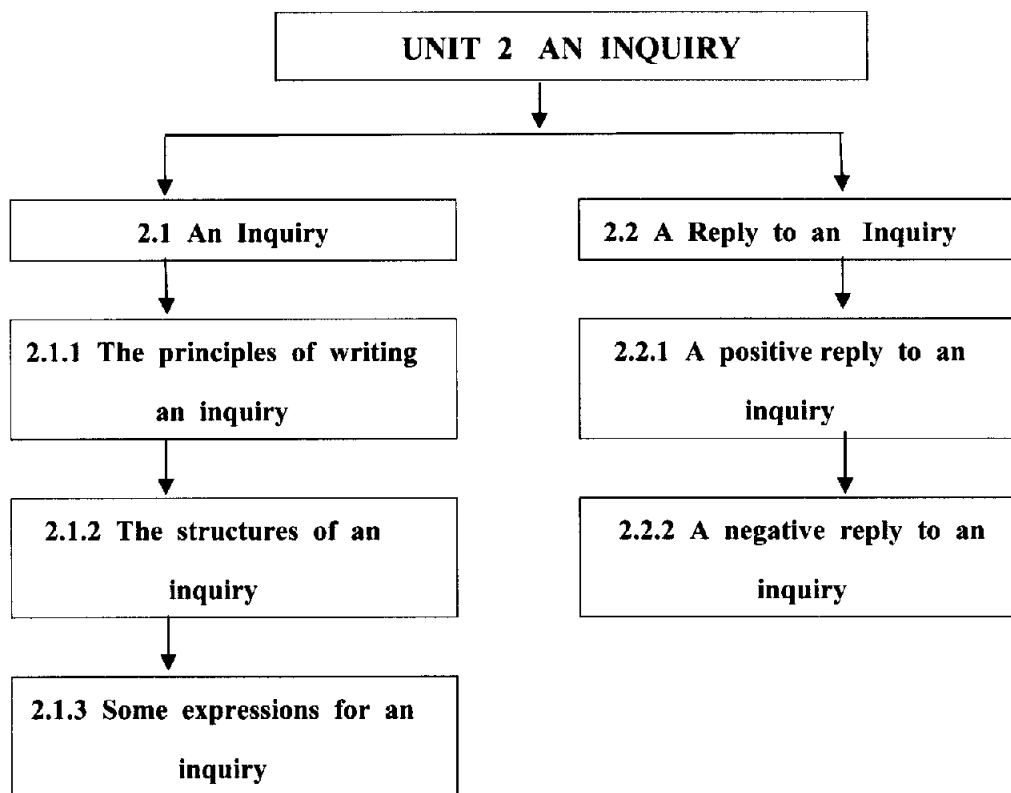 UNIT 2 AN INQUIRY
2.1 An Inquiry
2.2 A Reply to an Inquiry
2.1.1 The principles of writing
an inquiry
2.2.1 A positive reply to an
inquiry
2.1.2 The structures of an
inquiry
2.2.2 A negative reply to an
inquiry
2.1.3 Some expressions for an
inquiry